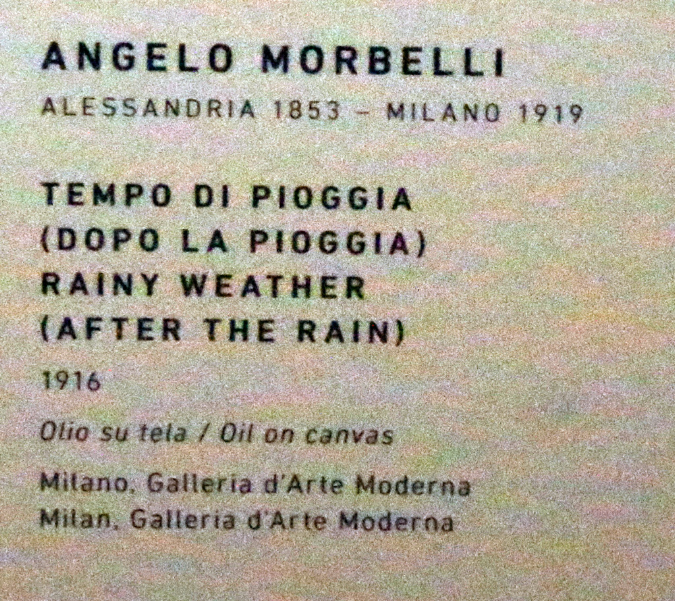 ANGELO MORBELLI
ALESSANDRIA 1853 – MILANO 1919
TEMPO DI PIOGGIA
(DOPO LA PIOGGIA)
RAINY WEATHER
(AFTER THE RAIN)
1916
Olio su tela / Oil on canvas
Milano, Galleria d'Arte Moderna
Milan, Galleria d'Arte Moderna